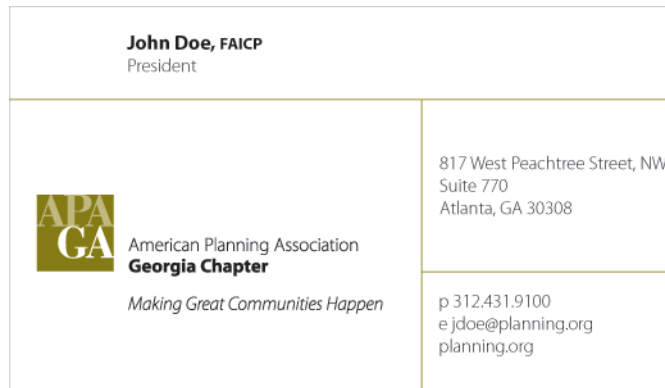 John Doe, FAICP
President
APA
GA
American Planning Association
Georgia Chapter
Making Great Communities Happen
817 West Peachtree Street, NW
Suite 770
Atlanta, GA 30308
p 312.431.9100
e jdoe@planning.org
planning.org